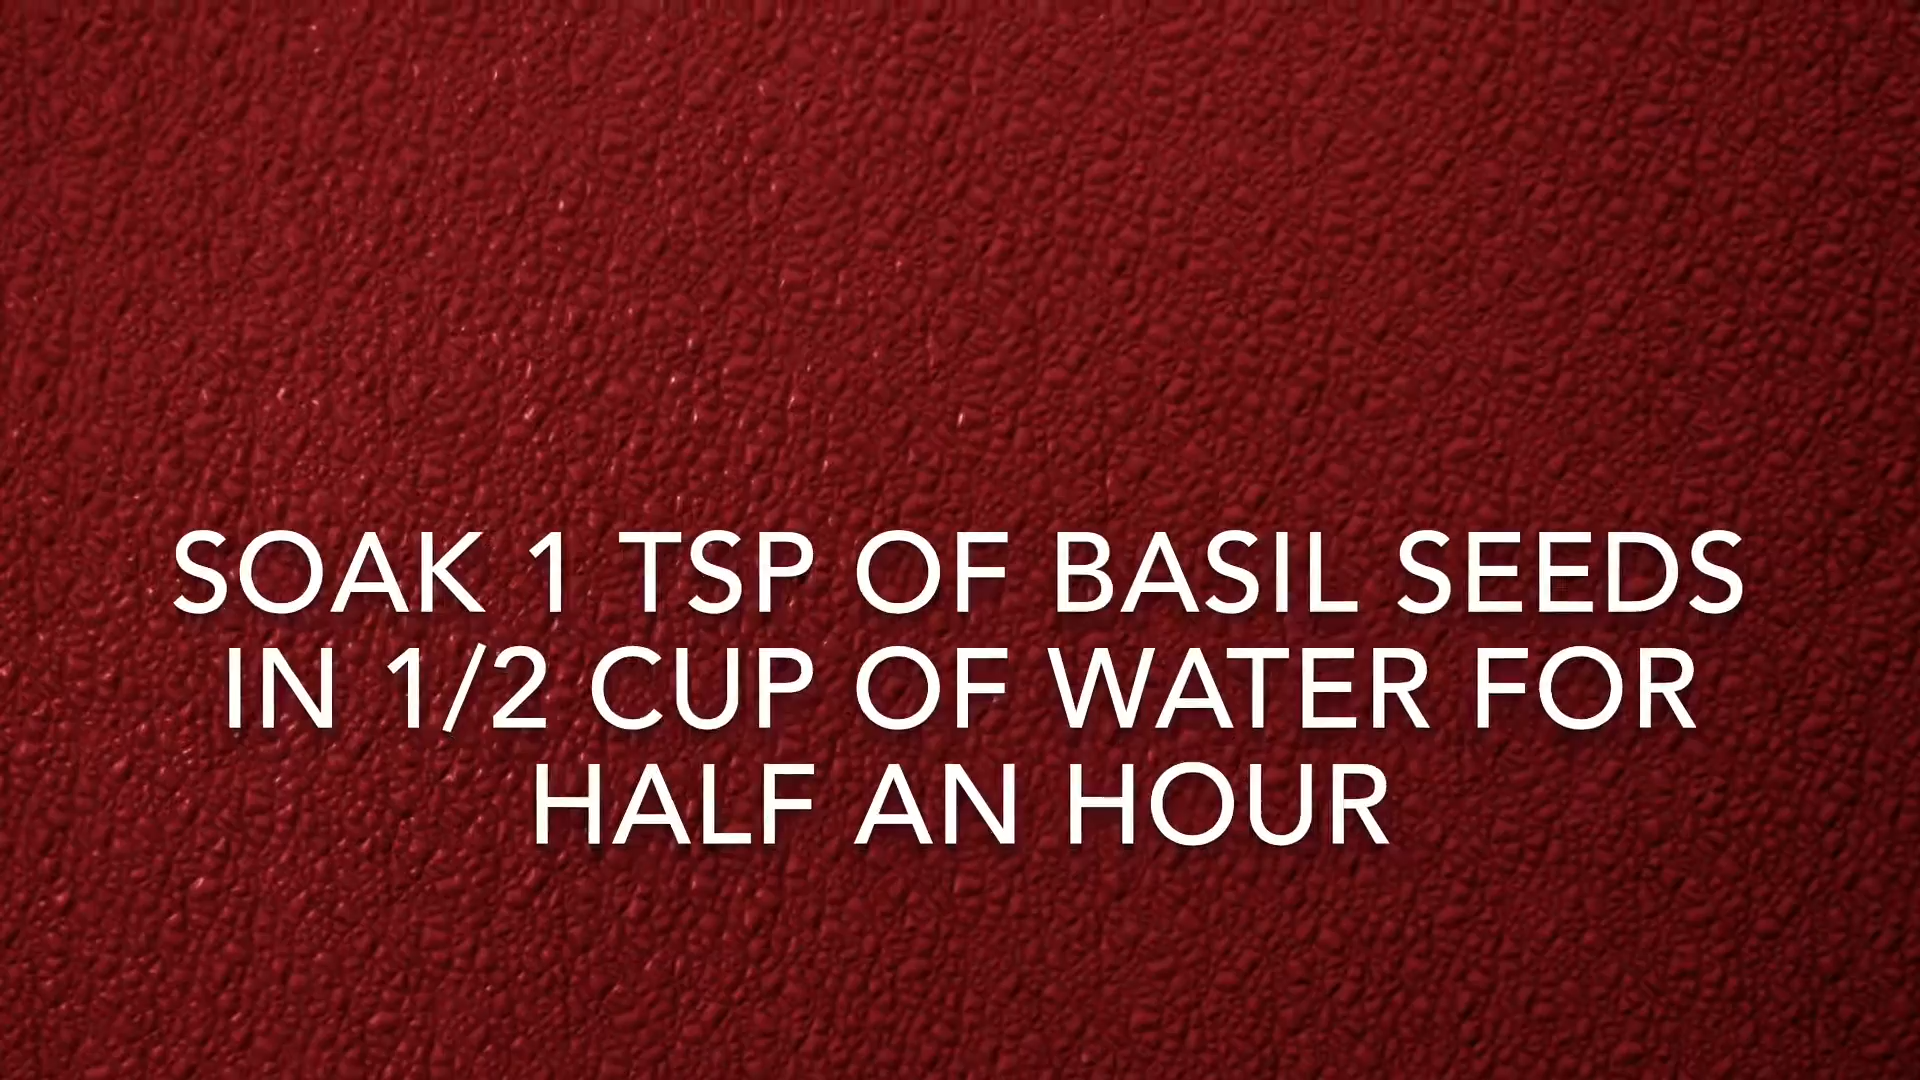 SOAK 1 TSP OF BASIL SEEDS
IN 1/2 CUP OF WATER FOR
HALF AN HOUR